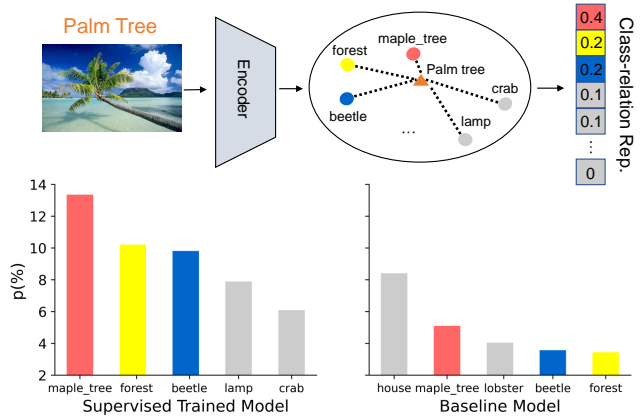 Palm Tree
Encoder
forest
maple_tree
Palm tree
beetle
crab
lamp
...
0.4
0.2
0.2
0.1
0.1
...
0
Class-relation Rep.
p(%)
14
12
10
8
6
4
2
maple_tree forest beetle lamp crab
Supervised Trained Model
house maple_tree lobster beetle forest
Baseline Model